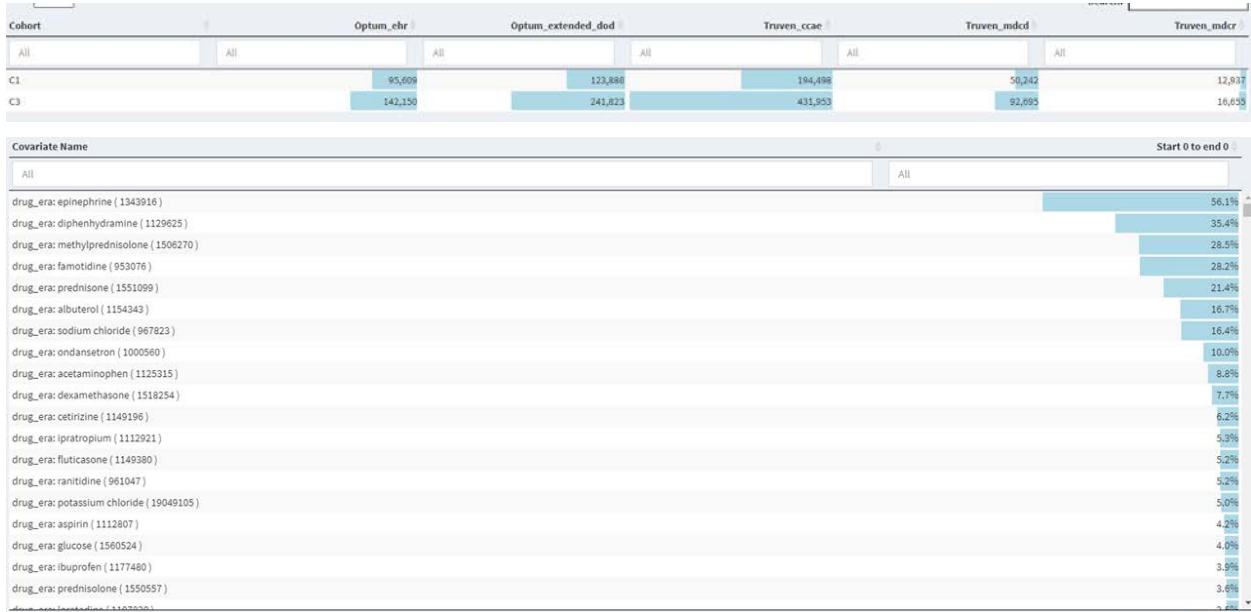 Cohort Optum_ehr Optum_extended_dod Truven_ccae Truven_mdcd Truven_mdcr
All All All All All All
C1 95,609 123,886 194,498 50,242 12,937
C3 142,150 241,823 431,953 92,695 16,655
Covariate Name Start 0 to end 0
All All
drug_era: epinephrine ( 1343916 ) 56.1%
drug_era: diphenhydramine ( 1129625 ) 35.4%
drug_era: methylprednisolone ( 1506270 ) 28.5%
drug_era: famotidine ( 953076 ) 28.2%
drug_era: prednisone ( 1551099 ) 21.4%
drug_era: albuterol ( 1154343 ) 16.7%
drug_era: sodium chloride ( 967823 ) 16.4%
drug_era: ondansetron ( 1000560 ) 10.0%
drug_era: acetaminophen ( 1125315 ) 8.8%
drug_era: dexamethasone ( 1518254 ) 7.7%
drug_era: cetirizine ( 1149196 ) 6.2%
drug_era: ipratropium ( 1112921 ) 5.3%
drug_era: fluticasone ( 1149380 ) 5.2%
drug_era: ranitidine ( 961047 ) 5.2%
drug_era: potassium chloride ( 19049105 ) 5.0%
drug_era: aspirin ( 1112807 ) 4.2%
drug_era: glucose ( 1560524 ) 4.0%
drug_era: ibuprofen ( 1177480 ) 3.9%
drug_era: prednisolone ( 1550557 ) 3.6%